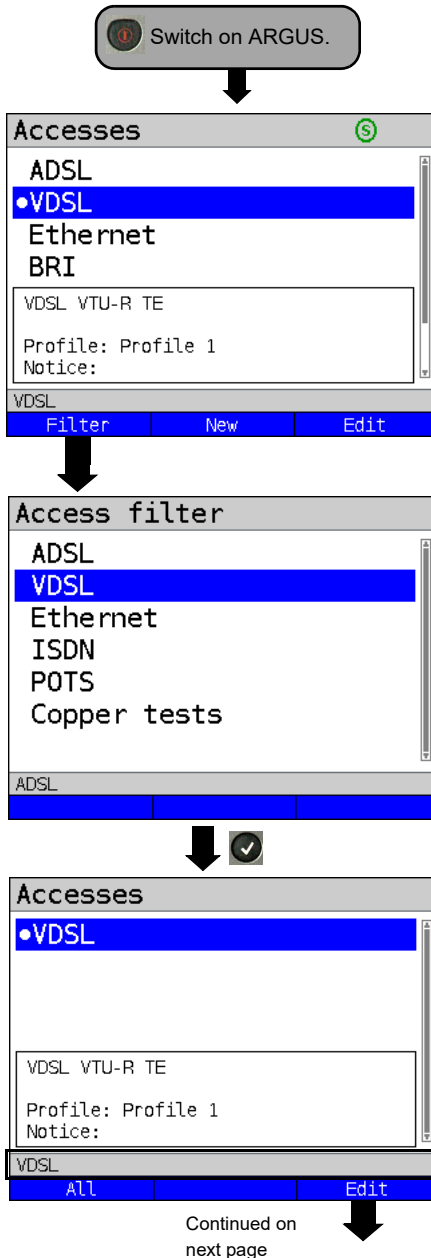 Switch on ARGUS.
Accesses S
ADSL
•VDSL
Ethernet
BRI
VDSL VTU-R TE
Profile: Profile 1
Notice:
VDSL
Filter New Edit
Access filter
ADSL
VDSL
Ethernet
ISDN
POTS
Copper tests
ADSL
Accesses
•VDSL
VDSL VTU-R TE
Profile: Profile 1
Notice:
VDSL
All Edit
Continued on
next page